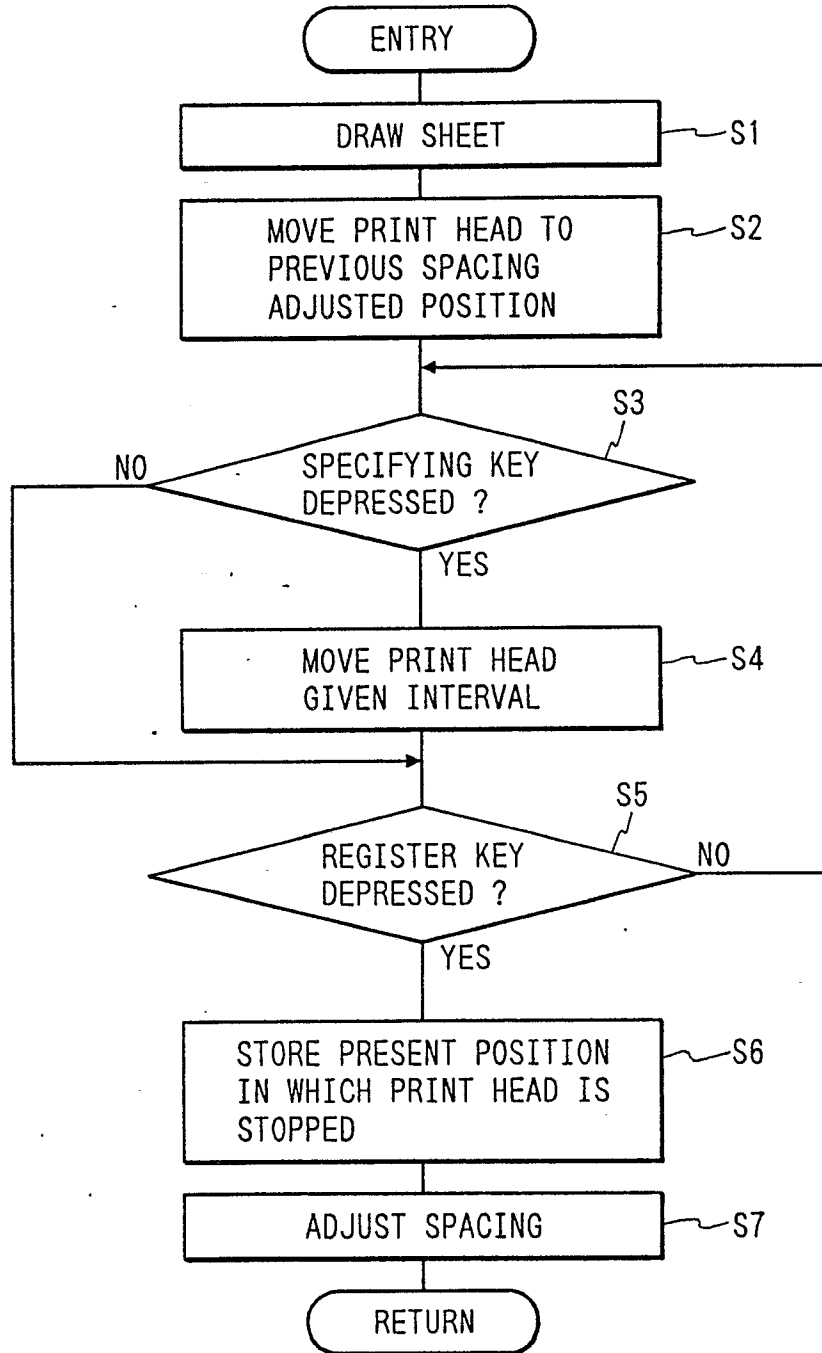 ENTRY
DRAW SHEET
S1
MOVE PRINT HEAD TO
PREVIOUS SPACING
ADJUSTED POSITION
S2
S3
NO
SPECIFYING KEY
DEPRESSED ?
YES
MOVE PRINT HEAD
GIVEN INTERVAL
S4
S5
REGISTER KEY
DEPRESSED ?
NO
YES
STORE PRESENT POSITION
IN WHICH PRINT HEAD IS
STOPPED
S6
ADJUST SPACING
S7
RETURN